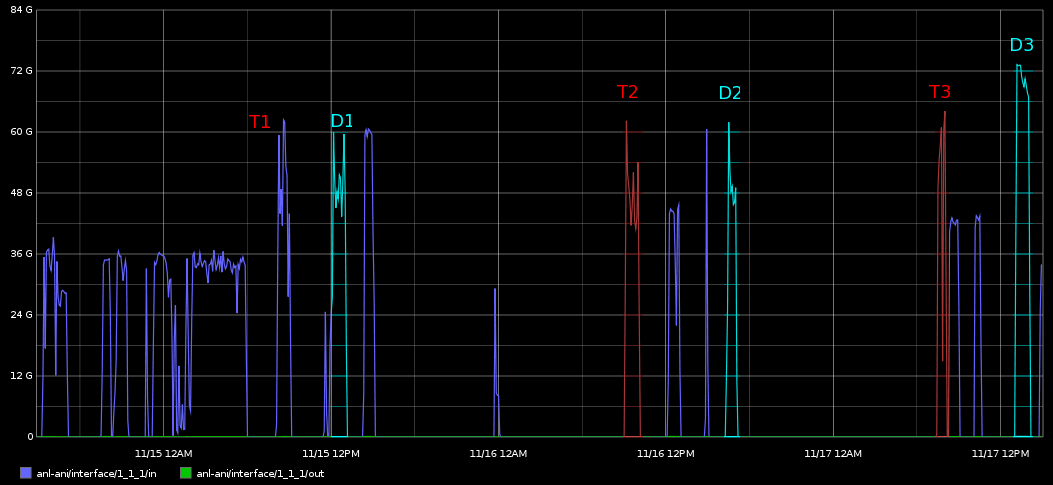 84 G
72 G
60 G
48 G
36 G
24 G
12 G
0
T1
D1
T2
D2
T3
D3
11/15 12AM
11/15 12PM
11/16 12AM
11/16 12PM
11/17 12AM
11/17 12PM
anl-ani/interface/1_1_1/in
anl-ani/interface/1_1_1/out